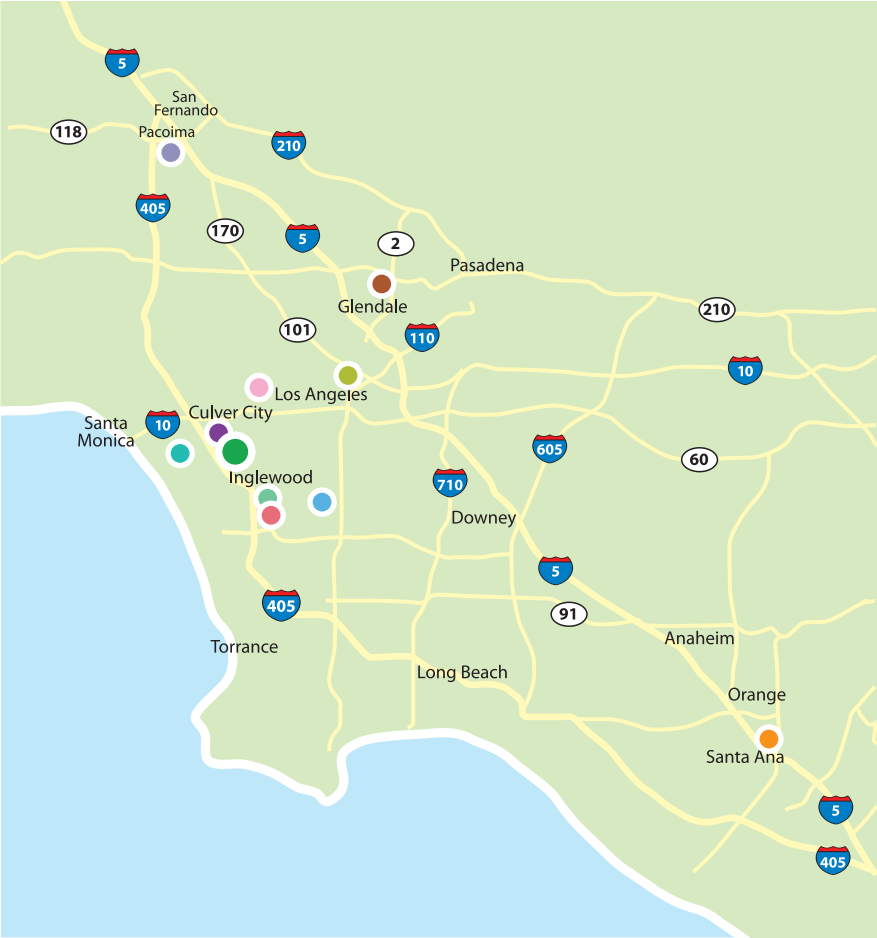 5
San
Fernando
118
Pacoima
210
405
170
5
2
Pasadena
Glendale
210
101
110
10
Los Angeles
Culver City
Santa
Monica
10
605
60
Inglewood
710
Downey
5
405
91
Anaheim
Torrance
Long Beach
Orange
Santa Ana
5
405